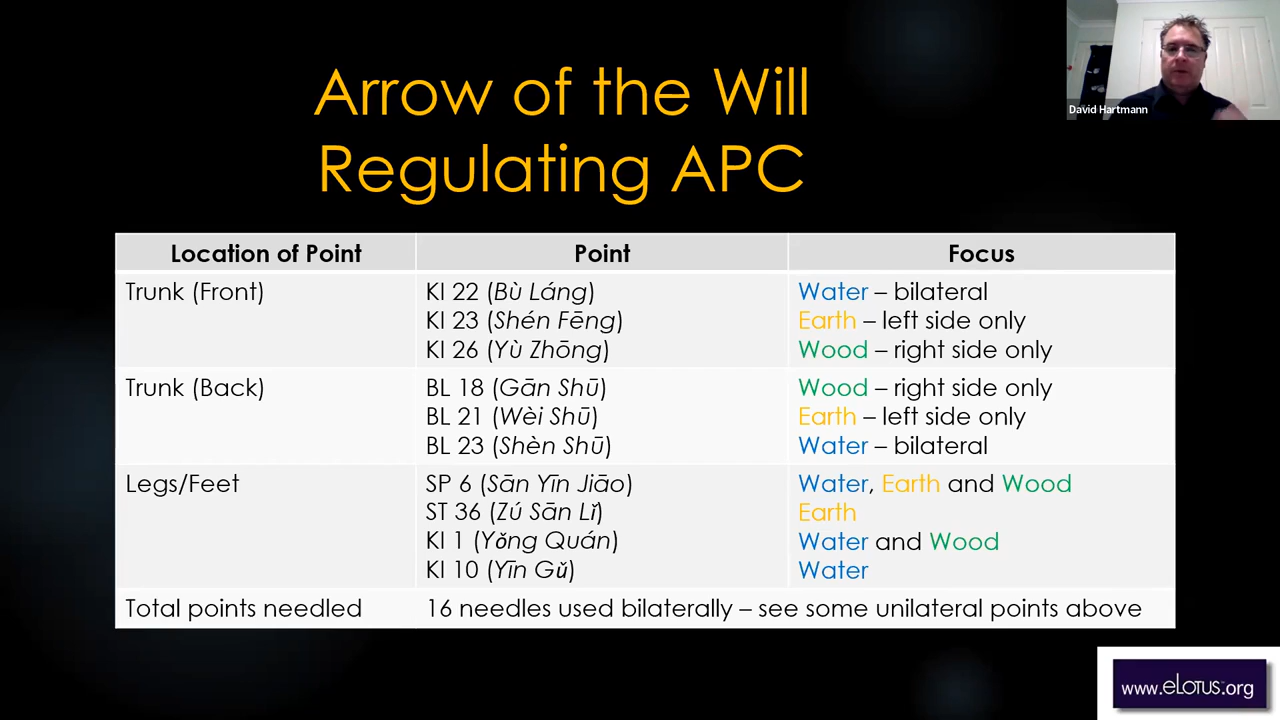 Arrow of the Will
Regulating APC
David Hartmann
Location of Point Point Focus
Trunk (Front) KI 22 (Bù Láng) Water – bilateral
KI 23 (Shén Fēng) Earth – left side only
KI 26 (Yù Zhōng) Wood – right side only
Trunk (Back) BL 18 (Gān Shū) Wood – right side only
BL 21 (Wèi Shū) Earth – left side only
BL 23 (Shèn Shū) Water – bilateral
Legs/Feet SP 6 (Sān Yīn Jiāo) Water, Earth and Wood
ST 36 (Zú Sān Lǐ) Earth
KI 1 (Yǒng Quán) Water and Wood
KI 10 (Yīn Gǔ) Water
Total points needled 16 needles used bilaterally – see some unilateral points above
www.eLotus.org